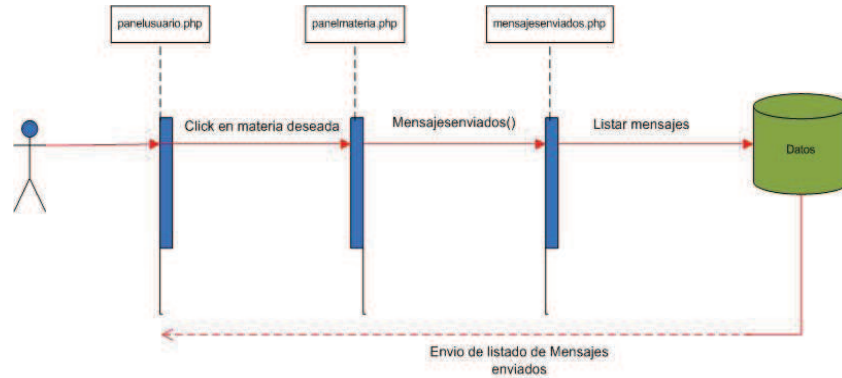 panelusuario.php
panelmateria.php
mensajesenviados.php
Click en materia deseada
Mensajesenviados()
Listar mensajes
Datos
Envio de listado de Mensajes
enviados